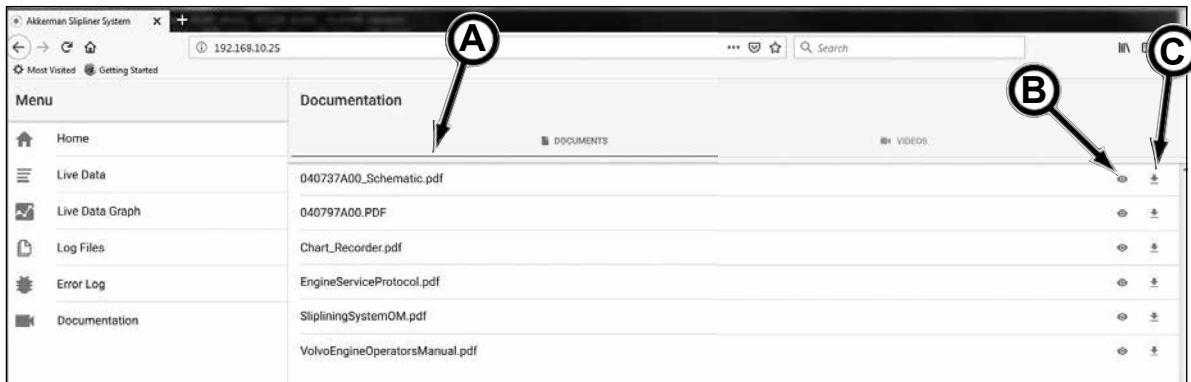 Akkerman Slipliner System
192.168.10.25
Search
Most Visited Getting Started
A
B
C
Menu
Home
Live Data
Live Data Graph
Log Files
Error Log
Documentation
Documentation
DOCUMENTS
VIDEOS
040737A00_Schematic.pdf
040797A00.PDF
Chart_Recorder.pdf
EngineServiceProtocol.pdf
SlipliningSystemOM.pdf
VolvoEngineOperatorsManual.pdf